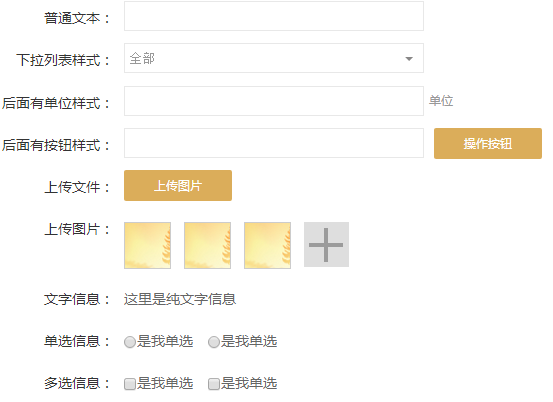 普通文本：
下拉列表样式： 全部
后面有单位样式： 单位
后面有按钮样式： 操作按钮
上传文件： 上传图片
上传图片：
文字信息： 这里是纯文字信息
单选信息： 是我单选 是我单选
多选信息： 是我单选 是我单选